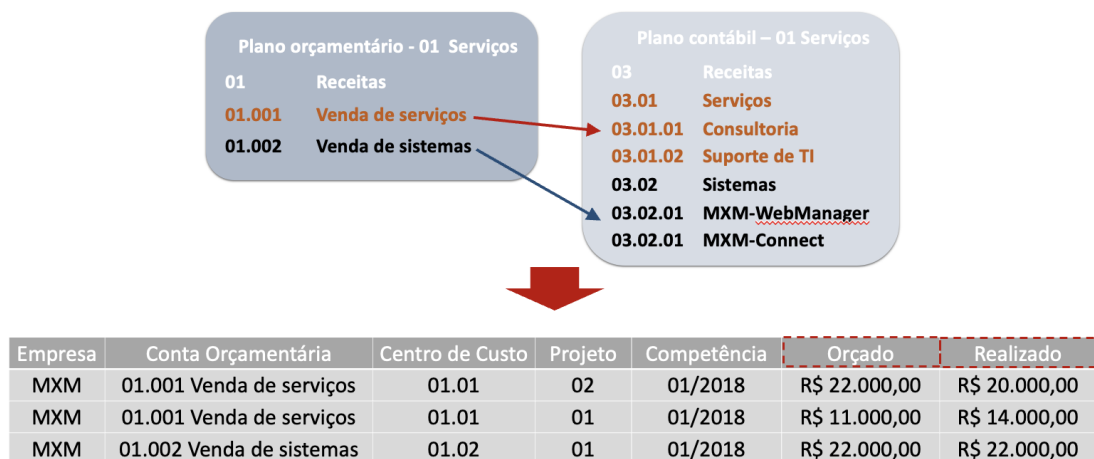 Plano orçamentário - 01 Serviços
01 Receitas
01.001 Venda de serviços
01.002 Venda de sistemas
Plano contábil – 01 Serviços
03 Receitas
03.01 Serviços
03.01.01 Consultoria
03.01.02 Suporte de TI
03.02 Sistemas
03.02.01 MXM-WebManager
03.02.01 MXM-Connect
Empresa Conta Orçamentária Centro de Custo Projeto Competência Orçado Realizado
MXM 01.001 Venda de serviços 01.01 02 01/2018 R$ 22.000,00 R$ 20.000,00
MXM 01.001 Venda de serviços 01.01 01 01/2018 R$ 11.000,00 R$ 14.000,00
MXM 01.002 Venda de sistemas 01.02 01 01/2018 R$ 22.000,00 R$ 22.000,00